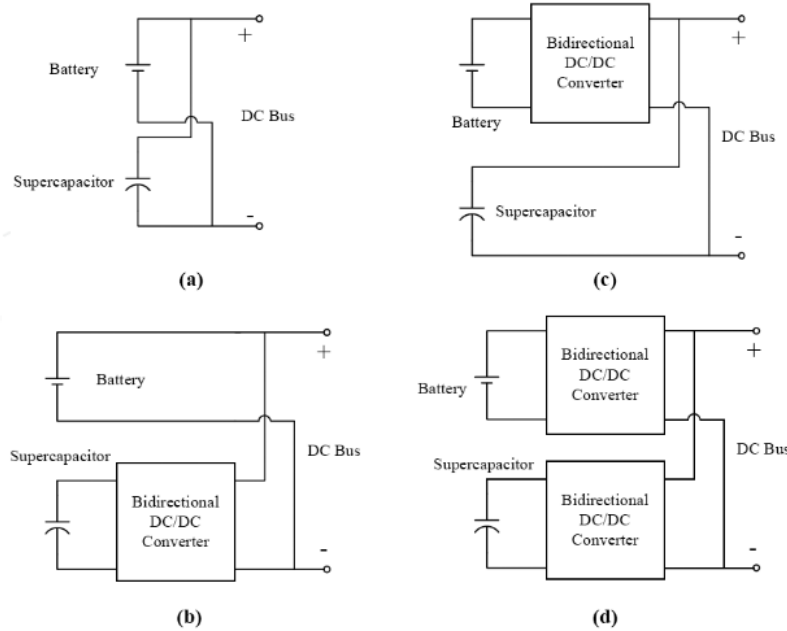 +
Battery
DC Bus
Supercapacitor
-
(a)
Bidirectional
DC/DC
Converter
+
Battery
DC Bus
Supercapacitor
-
(c)
+
Battery
Supercapacitor
DC Bus
Bidirectional
DC/DC
Converter
-
(b)
Bidirectional
DC/DC
Converter
+
Battery
DC Bus
Supercapacitor
Bidirectional
DC/DC
Converter
-
(d)